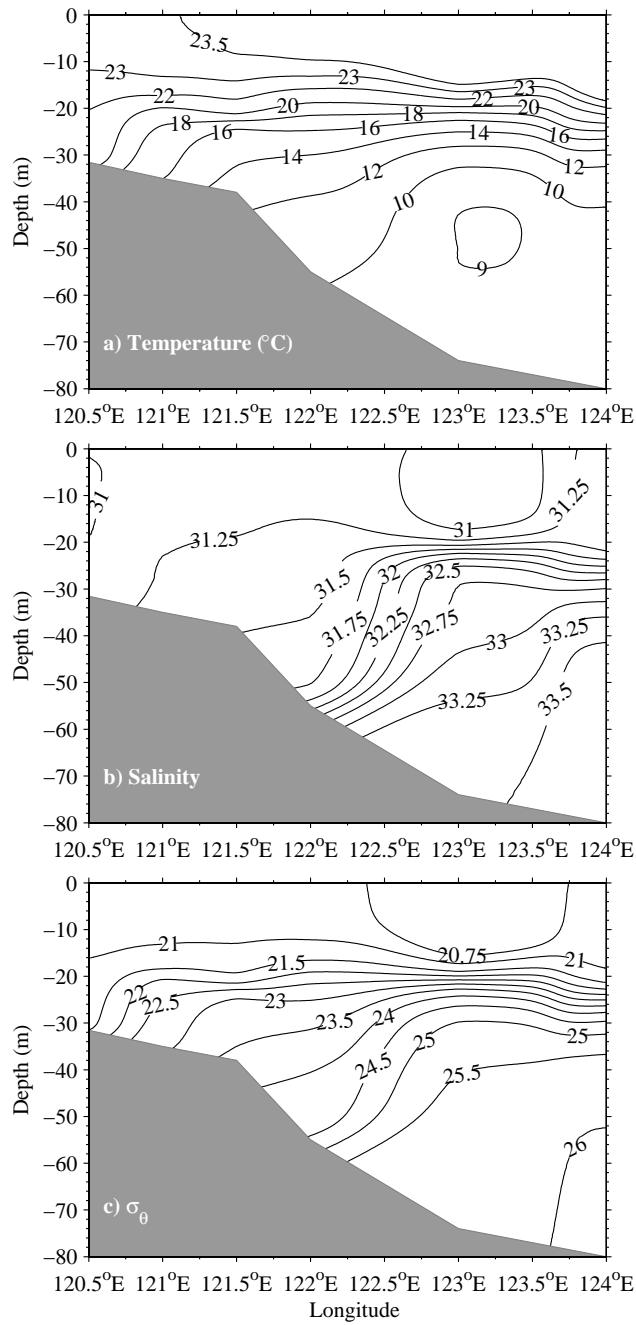 0
−10
−20
−30
−40
−50
−60
−70
−80
Depth (m)
23.5
23 23 23
22 22
20 20
18 18
16 16 16
14 14
12 12
10 10
9
a) Temperature (°C)
120.5°E 121°E 121.5°E 122°E 122.5°E 123°E 123.5°E 124°E
0
−10
−20
−30
−40
−50
−60
−70
−80
Depth (m)
31 31.25
31
31.25
31.5 32 32.5
31.75 32.25 32.75 33 33.25
33.25 33.5
b) Salinity
120.5°E 121°E 121.5°E 122°E 122.5°E 123°E 123.5°E 124°E
0
−10
−20
−30
−40
−50
−60
−70
−80
Depth (m)
21 20.75 21
21.5
22 22.5 23
23.5 24 25 25
24.5 25.5
26
c) σθ
120.5°E 121°E 121.5°E 122°E 122.5°E 123°E 123.5°E 124°E
Longitude